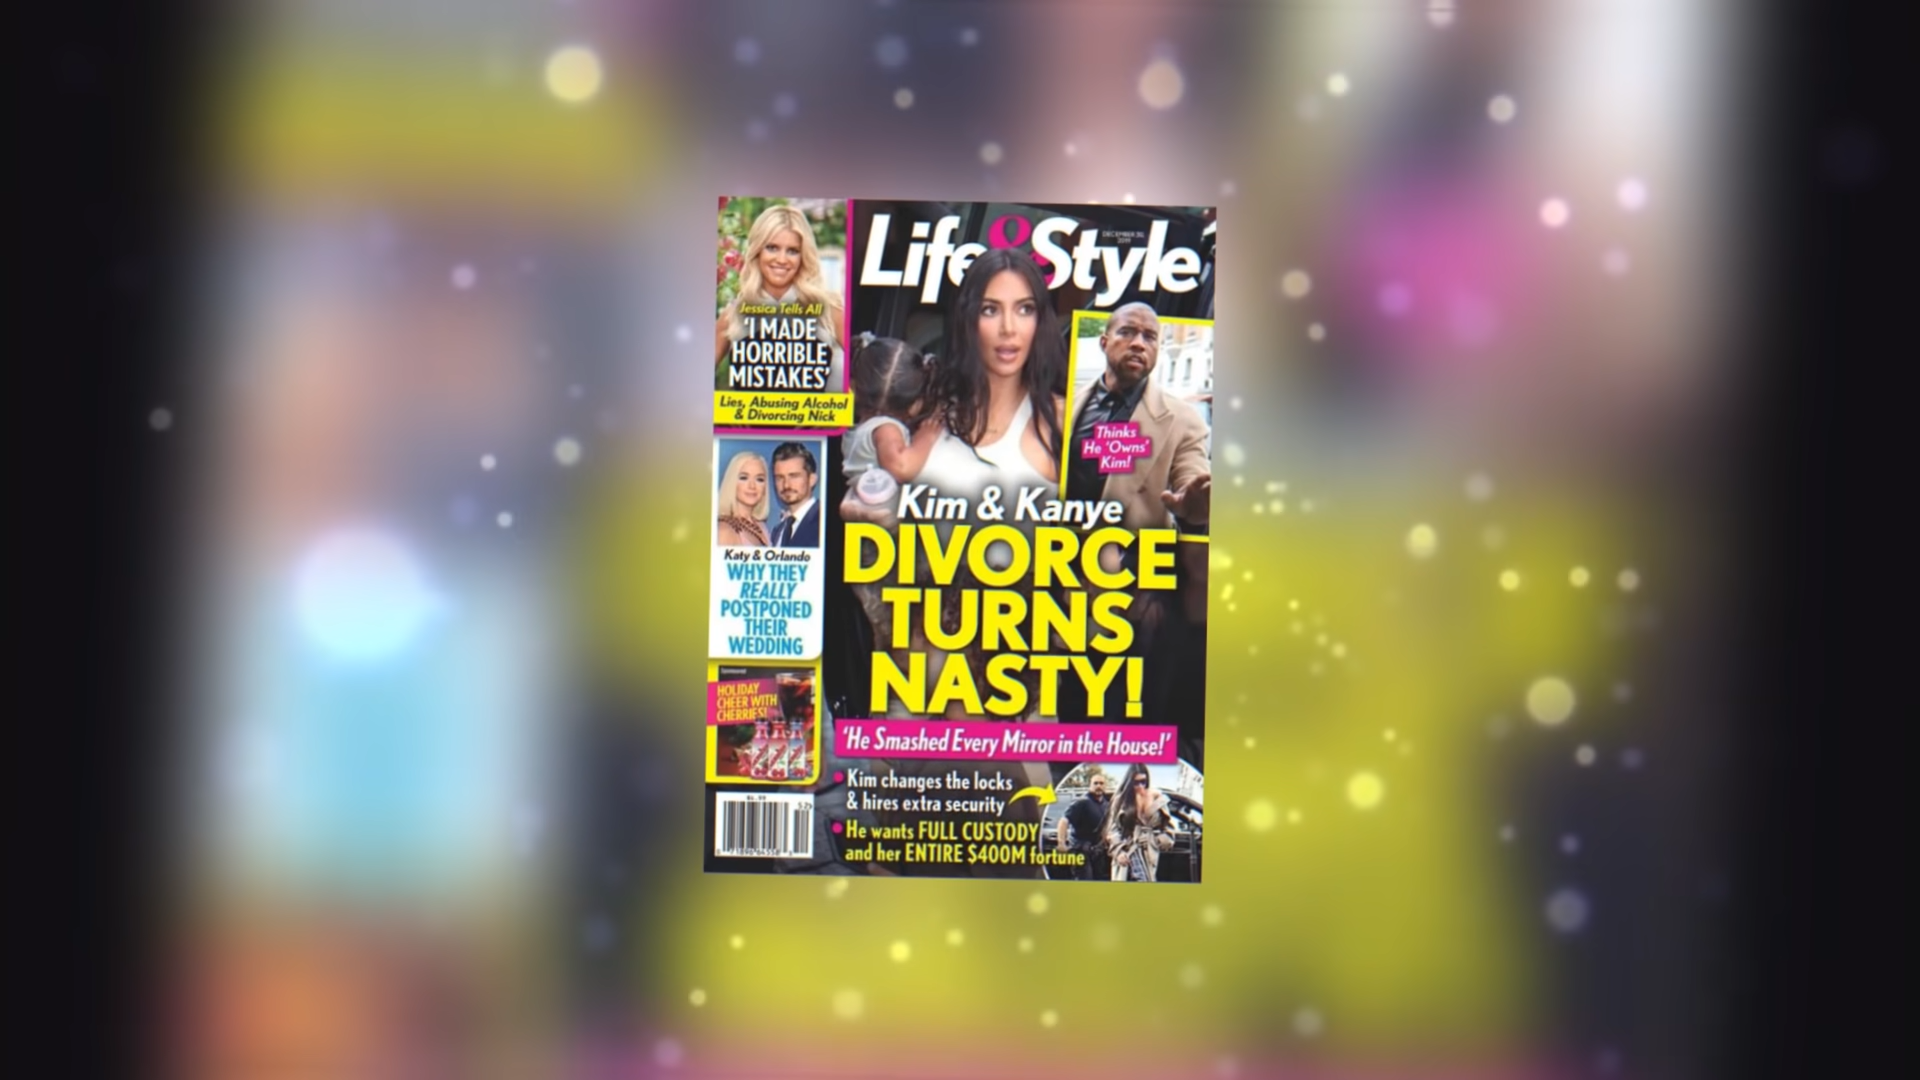 Life & Style
DECEMBER 30,
2019
Jessica Tells All
'I MADE
HORRIBLE
MISTAKES'
Lies, Abusing Alcohol
& Divorcing Nick
Katy & Orlando
WHY THEY
REALLY
POSTPONED
THEIR
WEDDING
HOLIDAY
CHEER WITH
CHERRIES!
Thinks
He 'Owns'
Kim!
Kim & Kanye
DIVORCE
TURNS
NASTY!
'He Smashed Every Mirror in the House!'
Kim changes the locks
& hires extra security
He wants FULL CUSTODY
and her ENTIRE $400M fortune